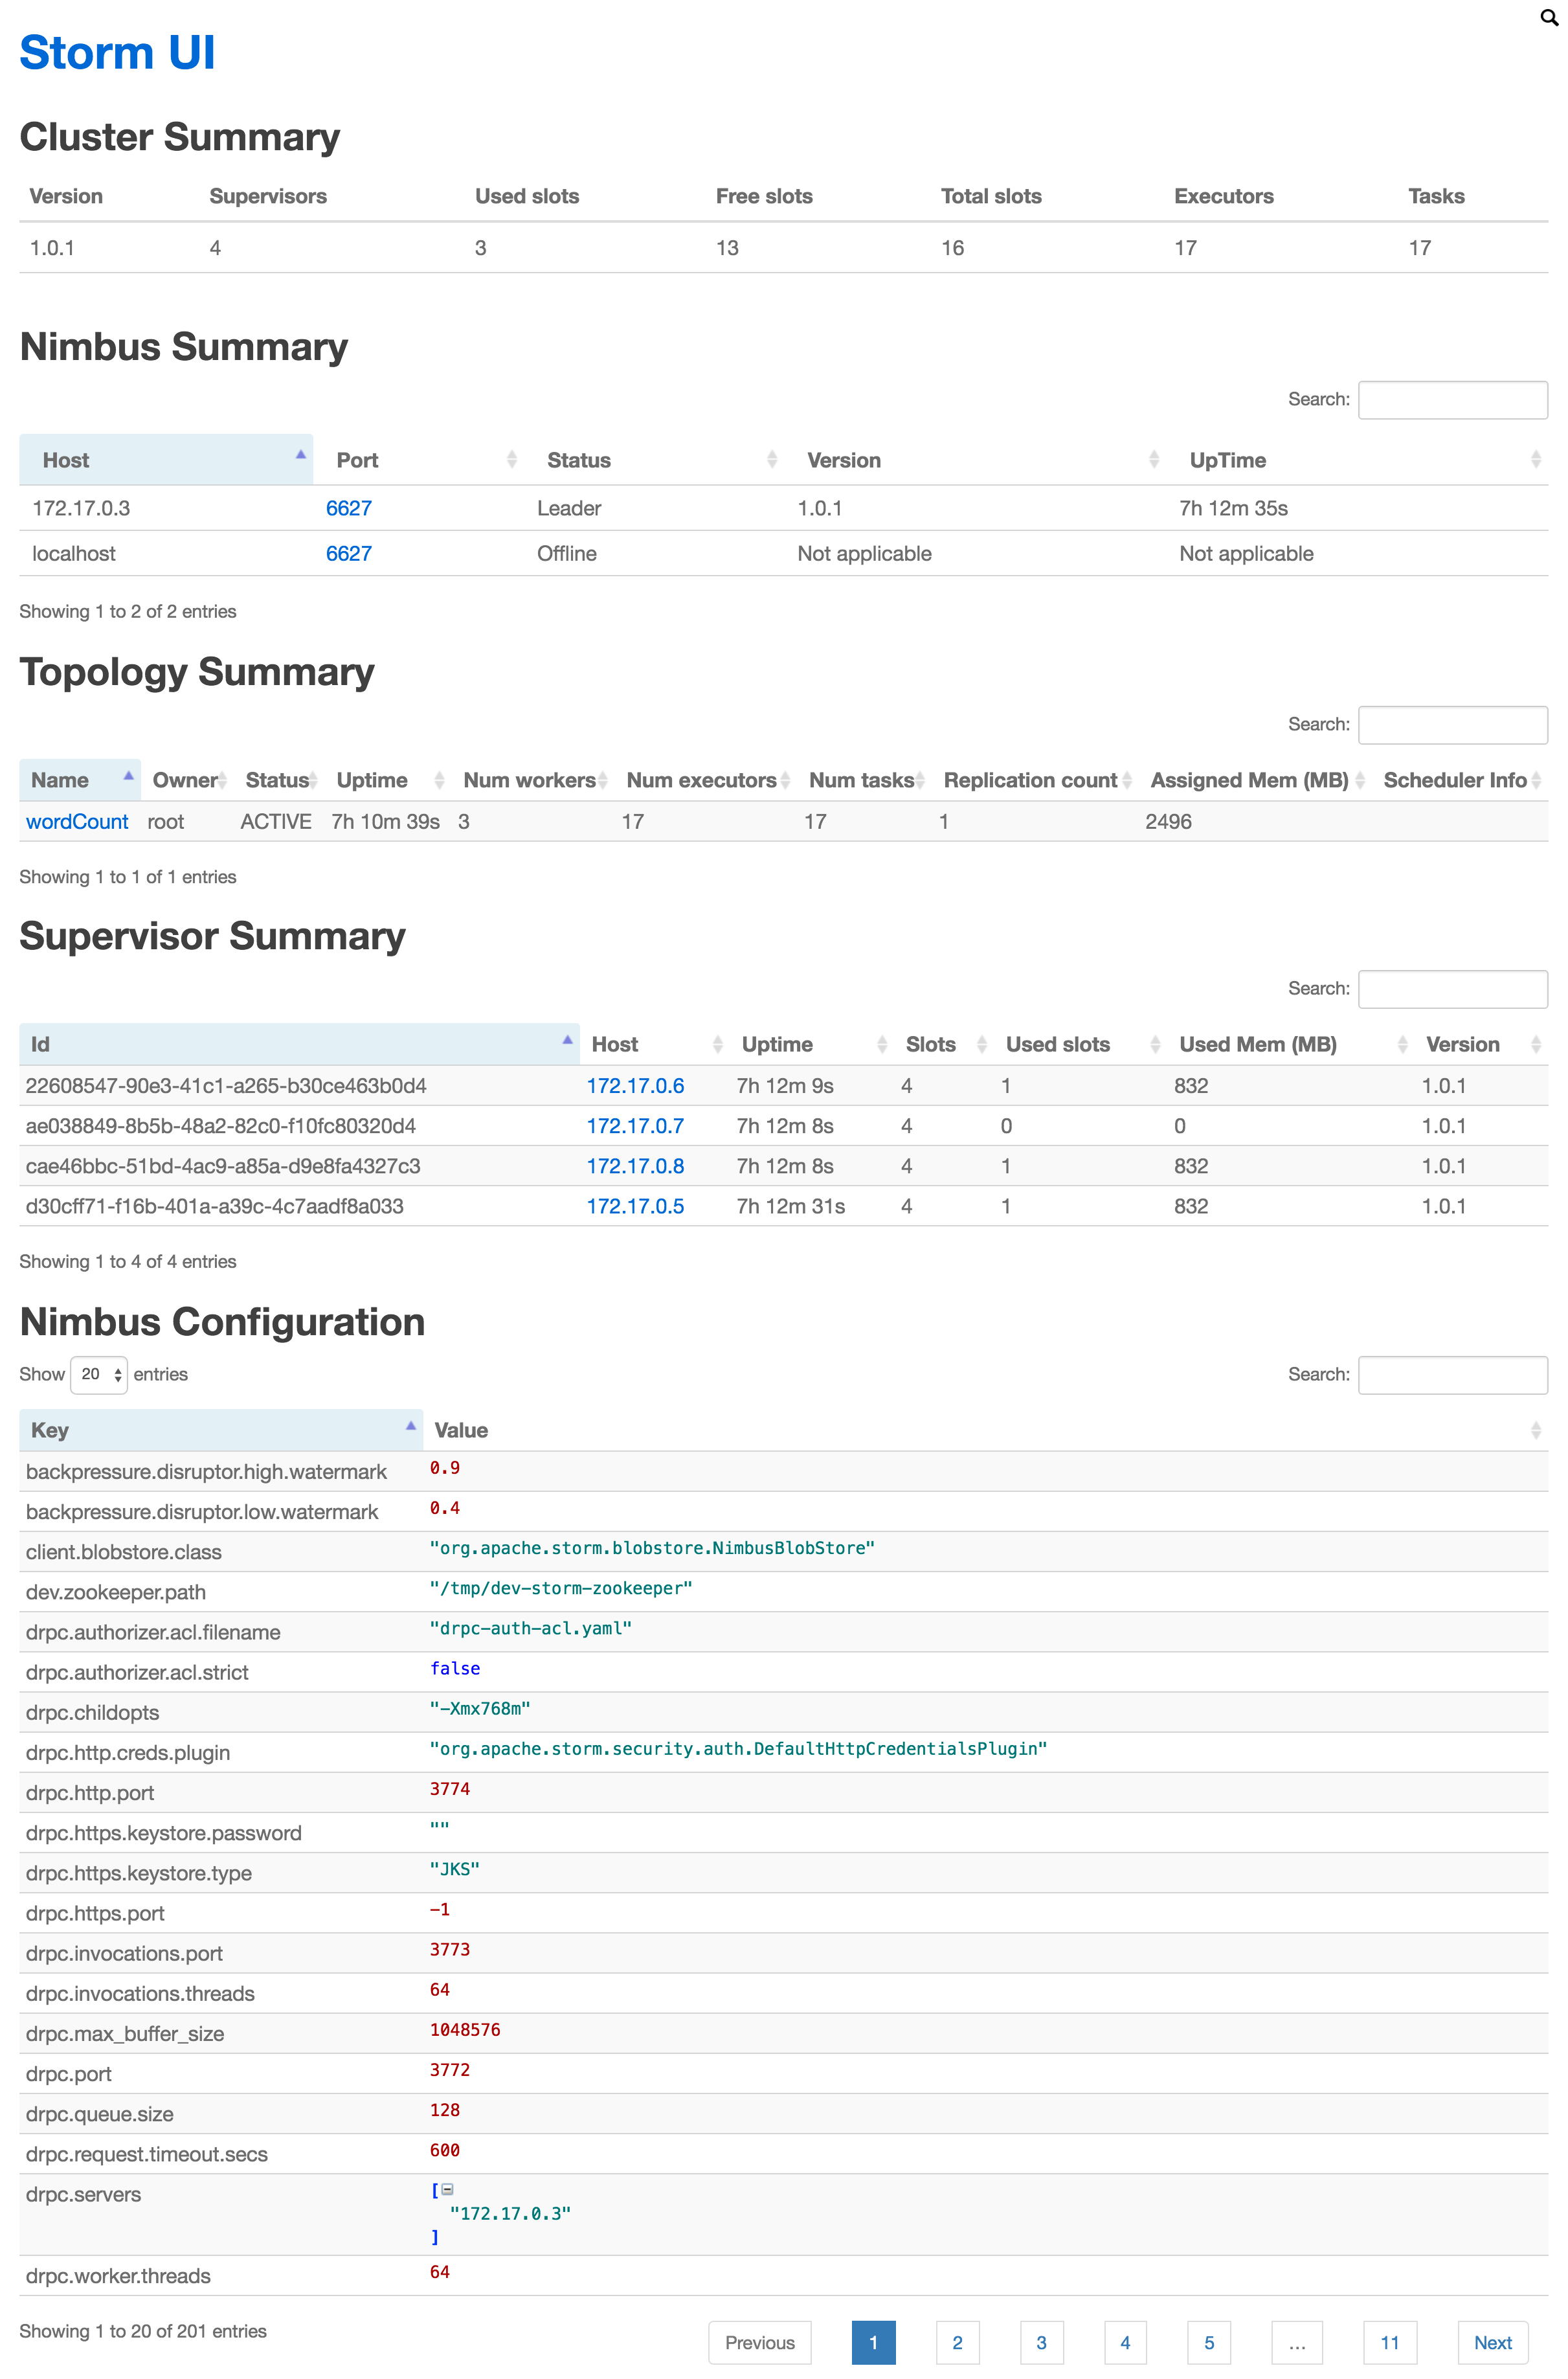 Storm UI
Cluster Summary
Version Supervisors Used slots Free slots Total slots Executors Tasks
1.0.1 4 3 13 16 17 17
Nimbus Summary
Search:
Host Port Status Version UpTime
172.17.0.3 6627 Leader 1.0.1 7h 12m 35s
localhost 6627 Offline Not applicable Not applicable
Showing 1 to 2 of 2 entries
Topology Summary
Search:
Name Owner Status Uptime Num workers Num executors Num tasks Replication count Assigned Mem (MB) Scheduler Info
wordCount root ACTIVE 7h 10m 39s 3 17 17 1 2496
Showing 1 to 1 of 1 entries
Supervisor Summary
Search:
Id Host Uptime Slots Used slots Used Mem (MB) Version
22608547-90e3-41c1-a265-b30ce463b0d4 172.17.0.6 7h 12m 9s 4 1 832 1.0.1
ae038849-8b5b-48a2-82c0-f10fc80320d4 172.17.0.7 7h 12m 8s 4 0 0 1.0.1
cae46bbc-51bd-4ac9-a85a-d9e8fa4327c3 172.17.0.8 7h 12m 8s 4 1 832 1.0.1
d30cff71-f16b-401a-a39c-4c7aadf8a033 172.17.0.5 7h 12m 31s 4 1 832 1.0.1
Showing 1 to 4 of 4 entries
Nimbus Configuration
Show 20 entries Search:
Key Value
backpressure.disruptor.high.watermark 0.9
backpressure.disruptor.low.watermark 0.4
client.blobstore.class "org.apache.storm.blobstore.NimbusBlobStore"
dev.zookeeper.path "/tmp/dev-storm-zookeeper"
drpc.authorizer.acl.filename "drpc-auth-acl.yaml"
drpc.authorizer.acl.strict false
drpc.childopts "-Xmx768m"
drpc.http.creds.plugin "org.apache.storm.security.auth.DefaultHttpCredentialsPlugin"
drpc.http.port 3774
drpc.https.keystore.password ""
drpc.https.keystore.type "JKS"
drpc.https.port -1
drpc.invocations.port 3773
drpc.invocations.threads 64
drpc.max_buffer_size 1048576
drpc.port 3772
drpc.queue.size 128
drpc.request.timeout.secs 600
drpc.servers [
"172.17.0.3"
]
drpc.worker.threads 64
Showing 1 to 20 of 201 entries Previous 1 2 3 4 5 … 11 Next